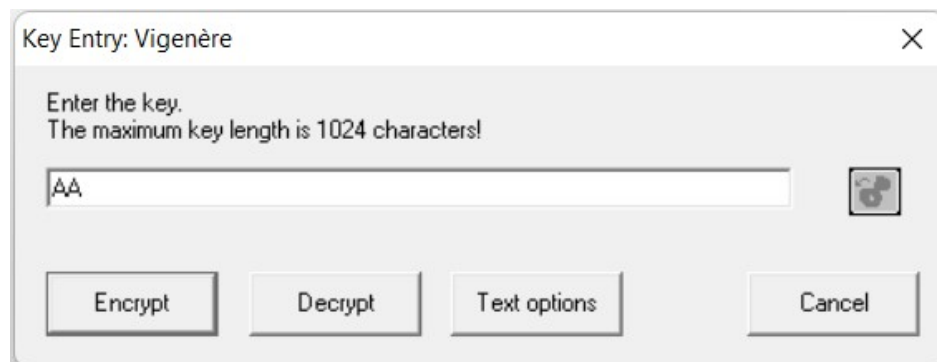 Key Entry: Vigenère
Enter the key.
The maximum key length is 1024 characters!
AA
Encrypt
Decrypt
Text options
Cancel